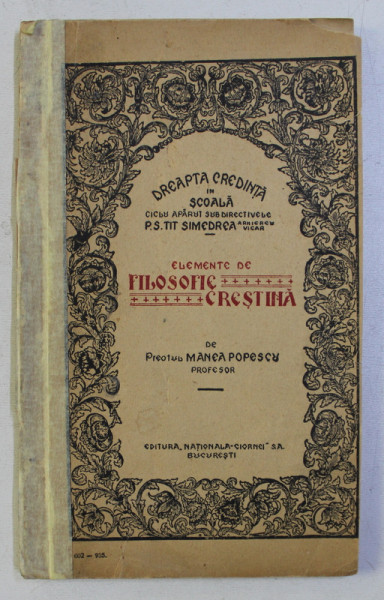 DREAPTA CREDINȚĂ
IN
ȘCOALĂ
CICLU APĂRUT SUB DIRECTIVELE
P.S. TIT SIMEDREA ARHIEREU VICAR
ELEMENTE DE
FILOSOFIE
CREȘTINĂ
DE
Preotul MANEA POPESCU
PROFESOR
EDITURA „NAȚIONALA-CIORNEI" S.A.
BUCUREȘTI